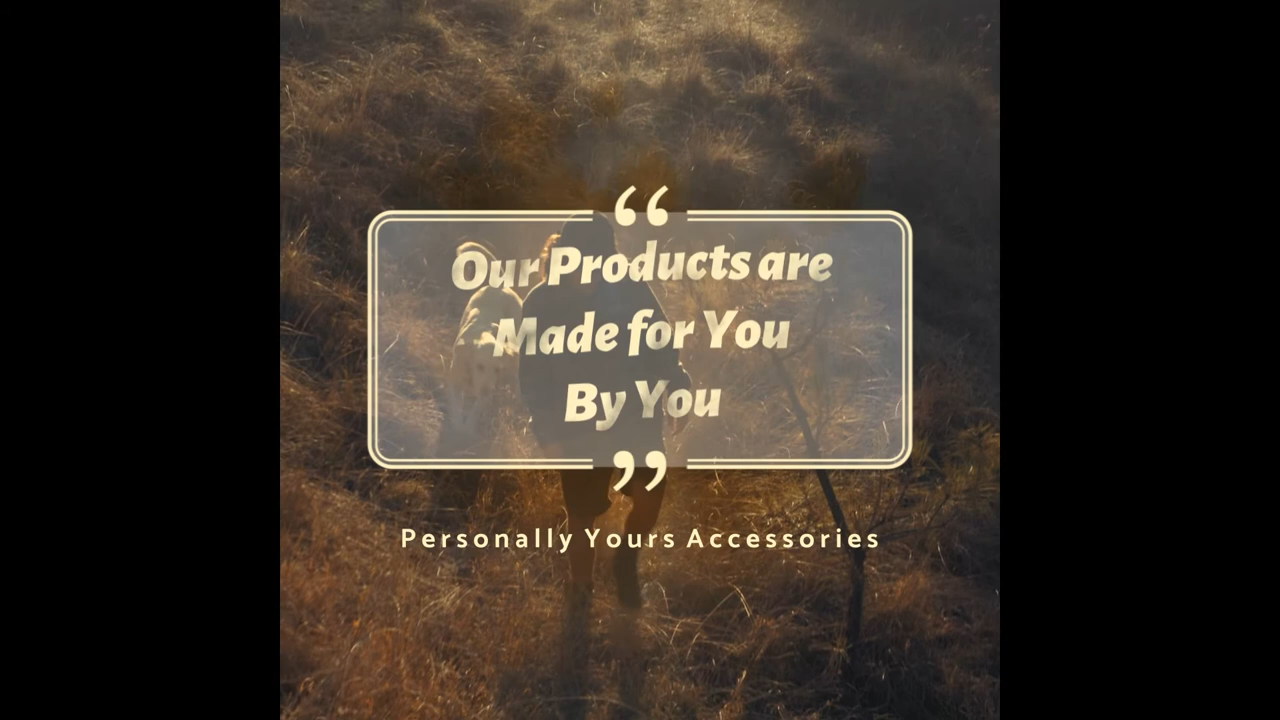 “
Our Products are
Made for You
By You
”
Personally Yours Accessories